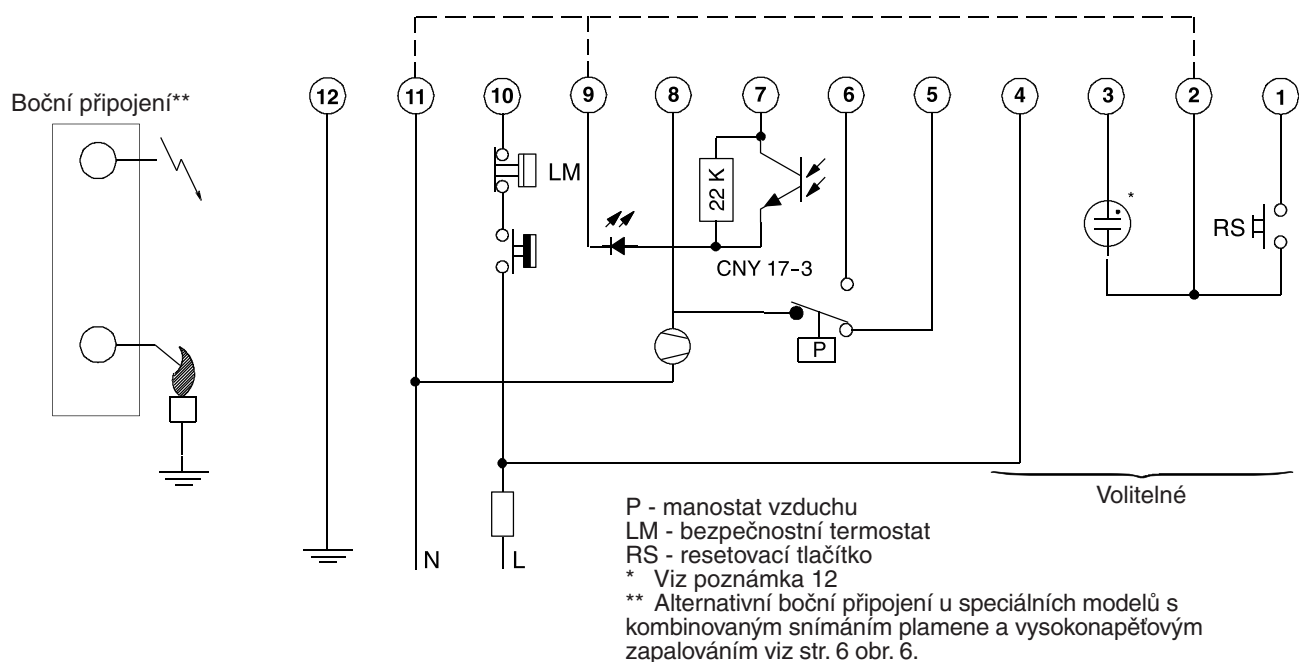 12 11 10 9 8 7 6 5 4 3 2 1
Boční připojení**
LM
22 K
*
RS
CNY 17-3
P
N
L
Volitelné
P - manostat vzduchu
LM - bezpečnostní termostat
RS - resetovací tlačítko
* Viz poznámka 12
** Alternativní boční připojení u speciálních modelů s
kombinovaným snímáním plamene a vysokonapěťovým
zapalováním viz str. 6 obr. 6.